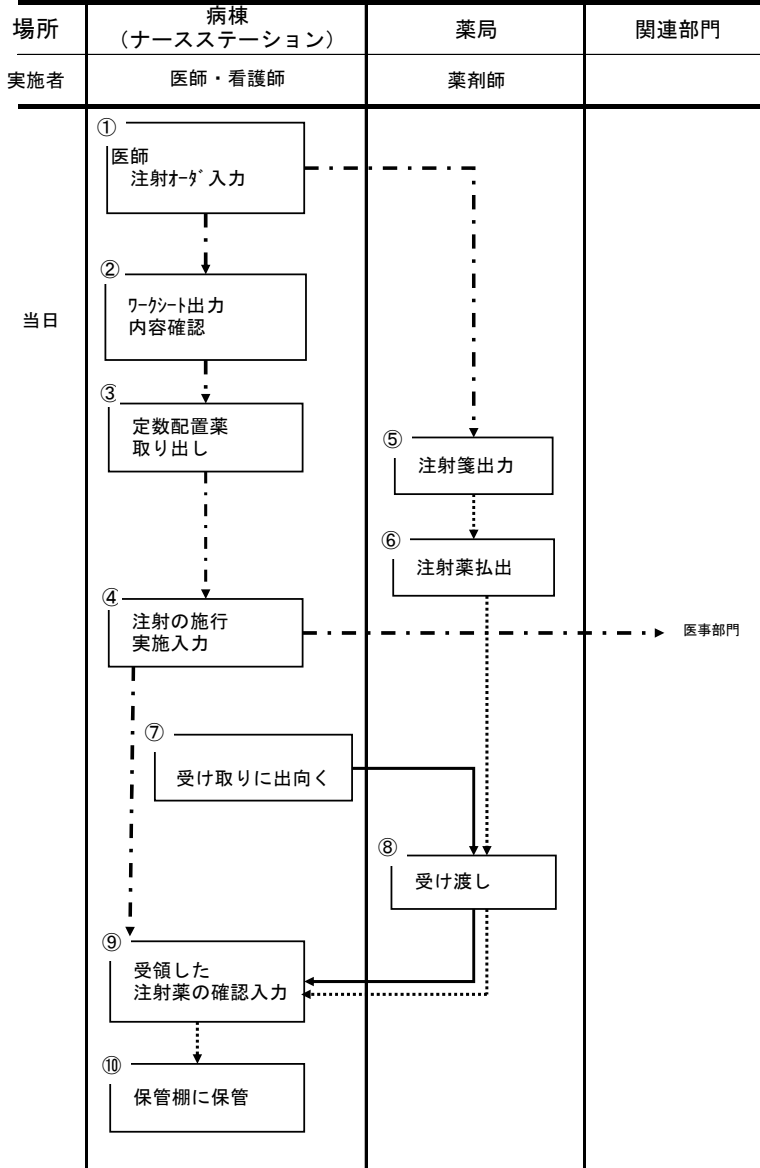 場所
病棟
(ナースステーション)
薬局
関連部門
実施者
医師・看護師
薬剤師
当日
①
医師
注射ｵｰﾀﾞ入力
②
ﾜｰｸｼｰﾄ出力
内容確認
③
定数配置薬
取り出し
④
注射の施行
実施入力
医事部門
⑤
注射箋出力
⑥
注射薬払出
⑦
受け取りに出向く
⑧
受け渡し
⑨
受領した
注射薬の確認入力
⑩
保管棚に保管